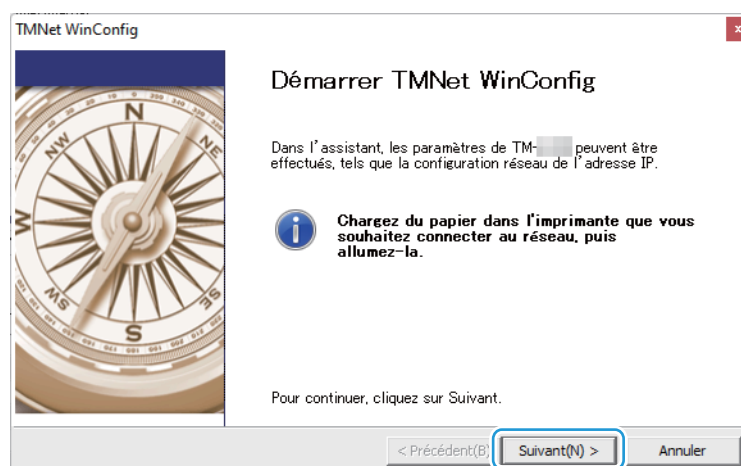 TMNet WinConfig
Démarrer TMNet WinConfig
Dans l'assistant, les paramètres de TM- peuvent être
effectués, tels que la configuration réseau de l'adresse IP.
Chargez du papier dans l'imprimante que vous
souhaitez connecter au réseau, puis
allumez-la.
Pour continuer, cliquez sur Suivant.
< Précédent(B) Suivant(N) > Annuler
N
NE
SE
S
SW
W
NW